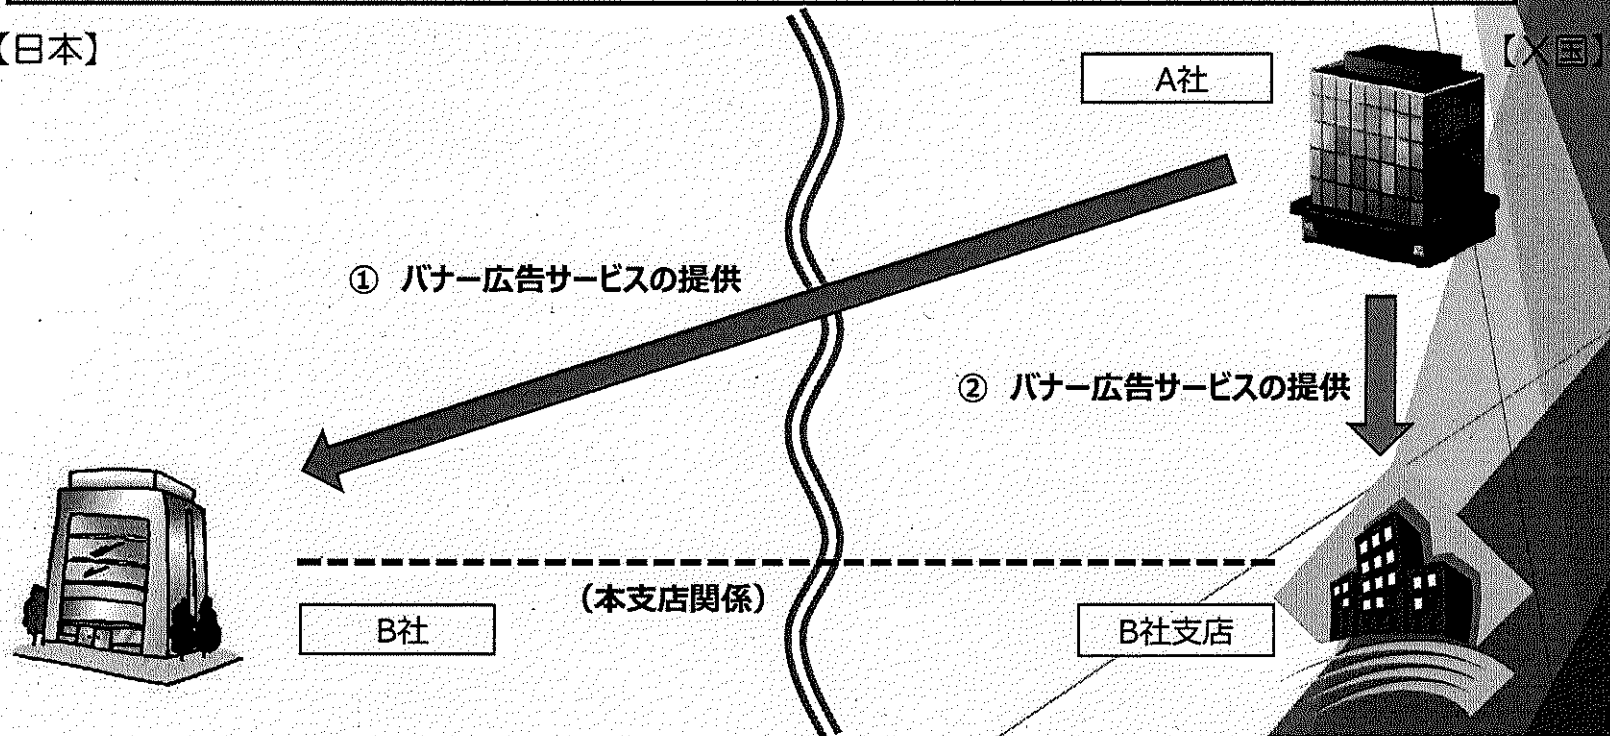 【日本】
【X国】
A社
① バナー広告サービスの提供
② バナー広告サービスの提供
(本支店関係)
B社
B社支店